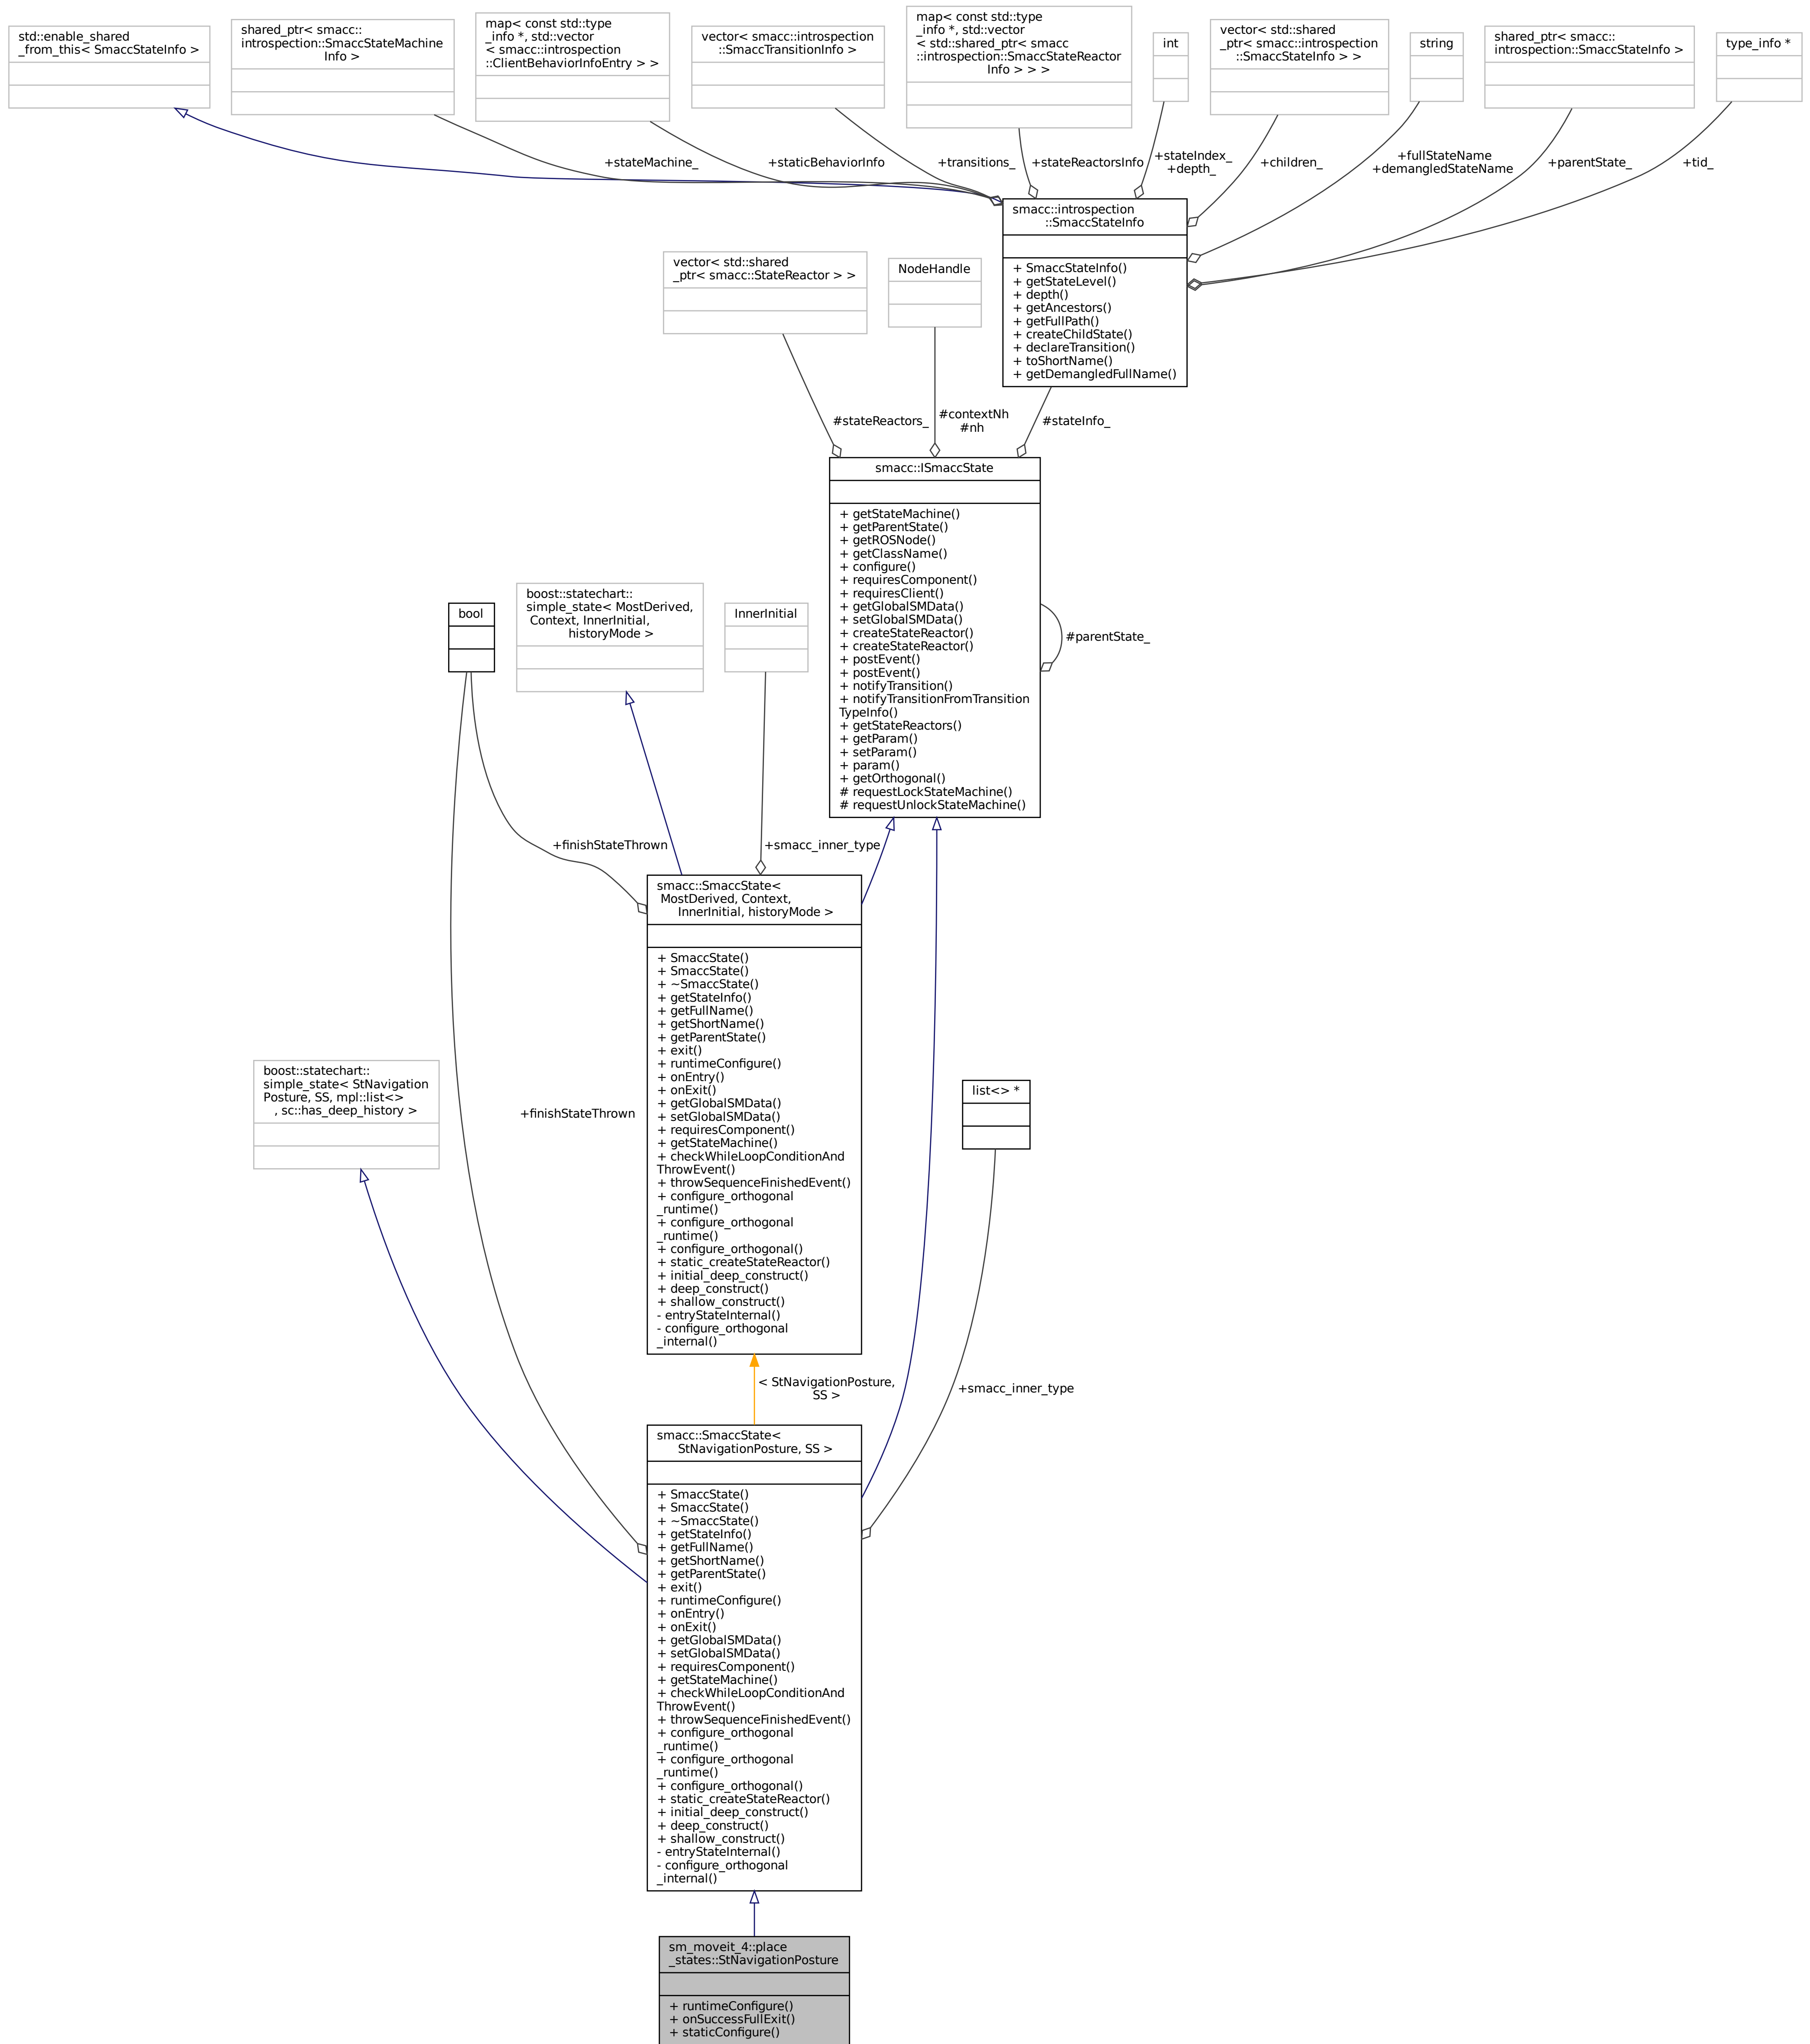 std::enable_shared
_from_this< SmaccStateInfo >
shared_ptr< smacc::
introspection::SmaccStateMachine
Info >
map< const std::type
_info *, std::vector
< smacc::introspection
::ClientBehaviorInfoEntry > >
vector< smacc::introspection
::SmaccTransitionInfo >
map< const std::type
_info *, std::vector
< std::shared_ptr< smacc
::introspection::SmaccStateReactor
Info > > >
int
vector< std::shared
_ptr< smacc::introspection
::SmaccStateInfo > >
string
shared_ptr< smacc::
introspection::SmaccStateInfo >
type_info *
+stateMachine_
+staticBehaviorInfo
+transitions_
+stateReactorsInfo
+stateIndex_
+depth_
+children_
+fullStateName
+demangledStateName
+parentState_
+tid_
smacc::introspection
::SmaccStateInfo
+ SmaccStateInfo()
+ getStateLevel()
+ depth()
+ getAncestors()
+ getFullPath()
+ createChildState()
+ declareTransition()
+ toShortName()
+ getDemangledFullName()
vector< std::shared
_ptr< smacc::StateReactor > >
NodeHandle
#stateReactors_
#contextNh
#nh
#stateInfo_
smacc::ISmaccState
+ getStateMachine()
+ getParentState()
+ getROSNode()
+ getClassName()
+ configure()
+ requiresComponent()
+ requiresClient()
+ getGlobalSMData()
+ setGlobalSMData()
+ createStateReactor()
+ createStateReactor()
+ postEvent()
+ postEvent()
+ notifyTransition()
+ notifyTransitionFromTransition
TypeInfo()
+ getStateReactors()
+ getParam()
+ setParam()
+ param()
+ getOrthogonal()
# requestLockStateMachine()
# requestUnlockStateMachine()
#parentState_
bool
boost::statechart::
simple_state< MostDerived,
Context, InnerInitial,
historyMode >
InnerInitial
+finishStateThrown
+smacc_inner_type
smacc::SmaccState<
MostDerived, Context,
InnerInitial, historyMode >
+ SmaccState()
+ SmaccState()
+ ~SmaccState()
+ getStateInfo()
+ getFullName()
+ getShortName()
+ getParentState()
+ exit()
+ runtimeConfigure()
+ onEntry()
+ onExit()
+ getGlobalSMData()
+ setGlobalSMData()
+ requiresComponent()
+ getStateMachine()
+ checkWhileLoopConditionAnd
ThrowEvent()
+ throwSequenceFinishedEvent()
+ configure_orthogonal
_runtime()
+ configure_orthogonal
_runtime()
+ configure_orthogonal()
+ static_createStateReactor()
+ initial_deep_construct()
+ deep_construct()
+ shallow_construct()
- entryStateInternal()
- configure_orthogonal
_internal()
boost::statechart::
simple_state< StNavigation
Posture, SS, mpl::list<>
, sc::has_deep_history >
+finishStateThrown
list<> *
< StNavigationPosture,
SS >
+smacc_inner_type
smacc::SmaccState<
StNavigationPosture, SS >
+ SmaccState()
+ SmaccState()
+ ~SmaccState()
+ getStateInfo()
+ getFullName()
+ getShortName()
+ getParentState()
+ exit()
+ runtimeConfigure()
+ onEntry()
+ onExit()
+ getGlobalSMData()
+ setGlobalSMData()
+ requiresComponent()
+ getStateMachine()
+ checkWhileLoopConditionAnd
ThrowEvent()
+ throwSequenceFinishedEvent()
+ configure_orthogonal
_runtime()
+ configure_orthogonal
_runtime()
+ configure_orthogonal()
+ static_createStateReactor()
+ initial_deep_construct()
+ deep_construct()
+ shallow_construct()
- entryStateInternal()
- configure_orthogonal
_internal()
sm_moveit_4::place
_states::StNavigationPosture
+ runtimeConfigure()
+ onSuccessFullExit()
+ staticConfigure()